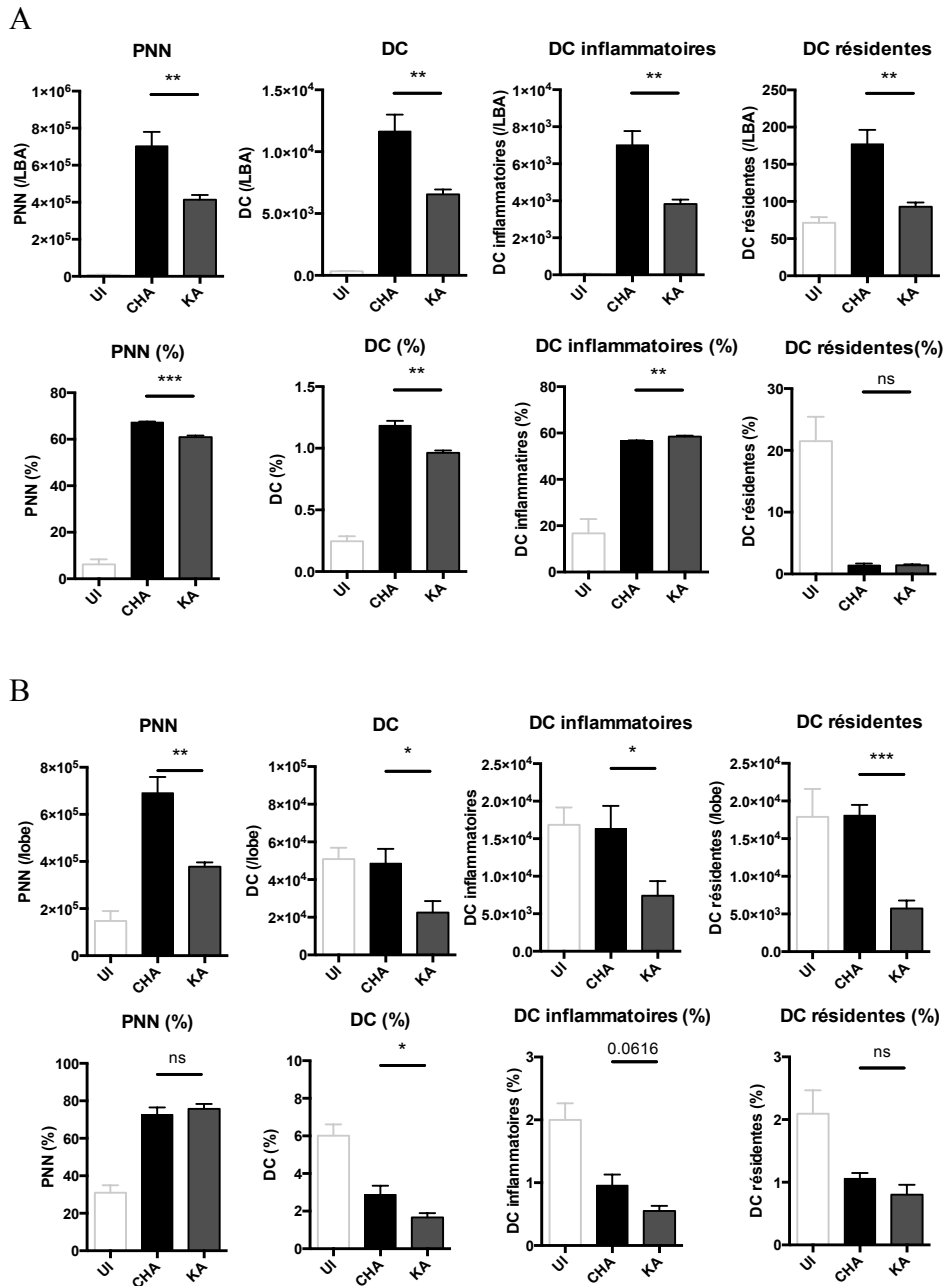 A
PNN
**
PNN (/LBA)
1×10⁶
8×10⁵
6×10⁵
4×10⁵
2×10⁵
0
UI
CHA
KA
DC
**
DC (/LBA)
1.5×10⁴
1.0×10⁴
5.0×10³
0.0
UI
CHA
KA
DC inflammatoires
**
DC inflammatoires (/LBA)
1×10⁴
8×10³
6×10³
4×10³
2×10³
0
UI
CHA
KA
DC résidentes
**
DC résidentes (/LBA)
250
200
150
100
50
0
UI
CHA
KA
PNN (%)
***
PNN (%)
80
60
40
20
0
UI
CHA
KA
DC (%)
**
DC (%)
1.5
1.0
0.5
0.0
UI
CHA
KA
DC inflammatoires (%)
**
DC inflammatires (%)
80
60
40
20
0
UI
CHA
KA
DC résidentes(%)
ns
DC résidentes (%)
30
20
10
0
UI
CHA
KA
B
PNN
**
PNN (/lobe)
8×10⁵
6×10⁵
4×10⁵
2×10⁵
0
UI
CHA
KA
DC
*
DC (/lobe)
1×10⁵
8×10⁴
6×10⁴
4×10⁴
2×10⁴
0
UI
CHA
KA
DC inflammatoires
*
DC inflammatoires
2.5×10⁴
2.0×10⁴
1.5×10⁴
1.0×10⁴
5.0×10³
0.0
UI
CHA
KA
DC résidentes
***
DC résidentes (/lobe)
2.5×10⁴
2.0×10⁴
1.5×10⁴
1.0×10⁴
5.0×10³
0.0
UI
CHA
KA
PNN (%)
ns
PNN (%)
100
80
60
40
20
0
UI
CHA
KA
DC (%)
*
DC (%)
8
6
4
2
0
UI
CHA
KA
DC inflammatoires (%)
0.0616
DC inflammatoires (%)
3
2
1
0
UI
CHA
KA
DC résidentes (%)
ns
DC résidentes (%)
3
2
1
0
UI
CHA
KA